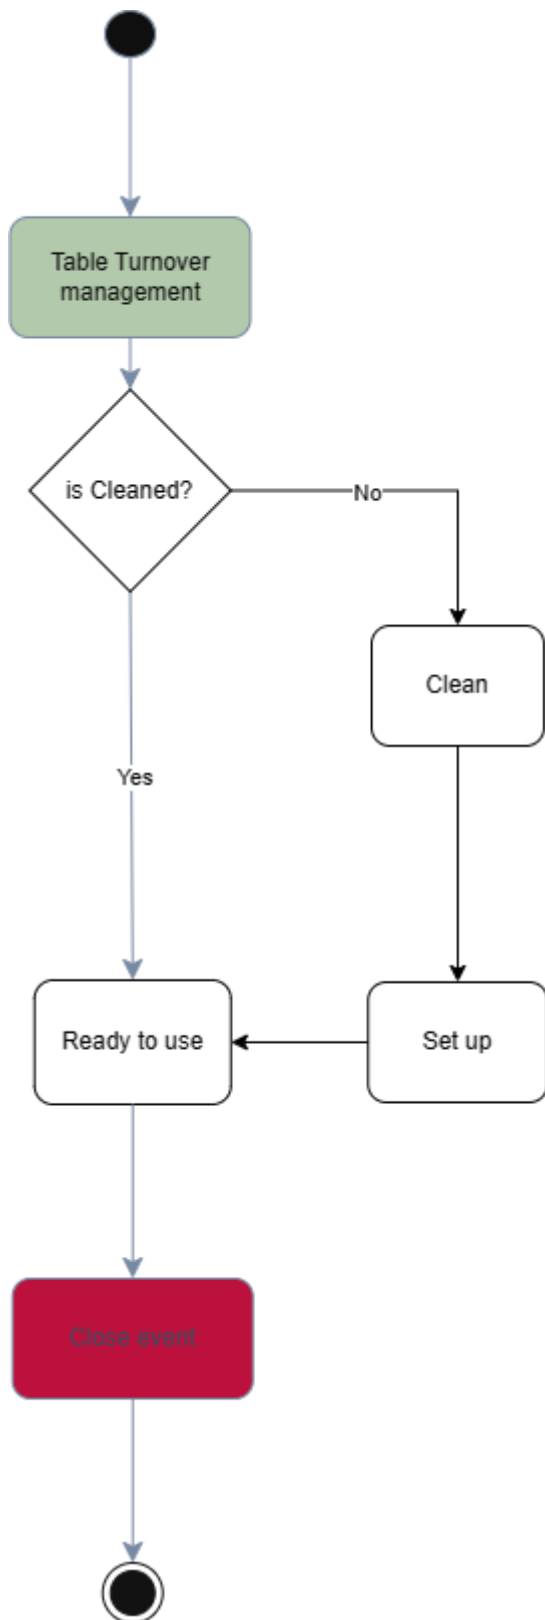 Table Turnover
management
is Cleaned?
No
Clean
Yes
Ready to use
Set up
Close event